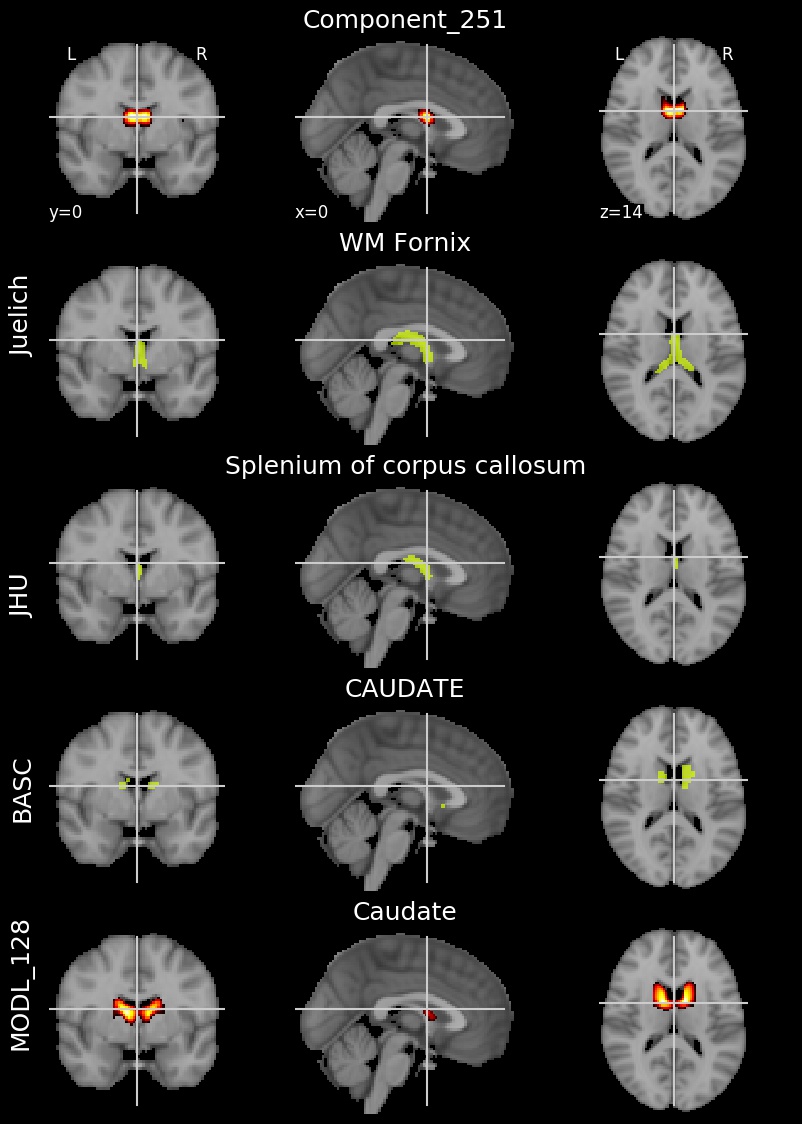 Component_251
L R
y=0 x=0 z=14
L R
WM Fornix
Juelich
Splenium of corpus callosum
JHU
CAUDATE
BASC
Caudate
MODL_128